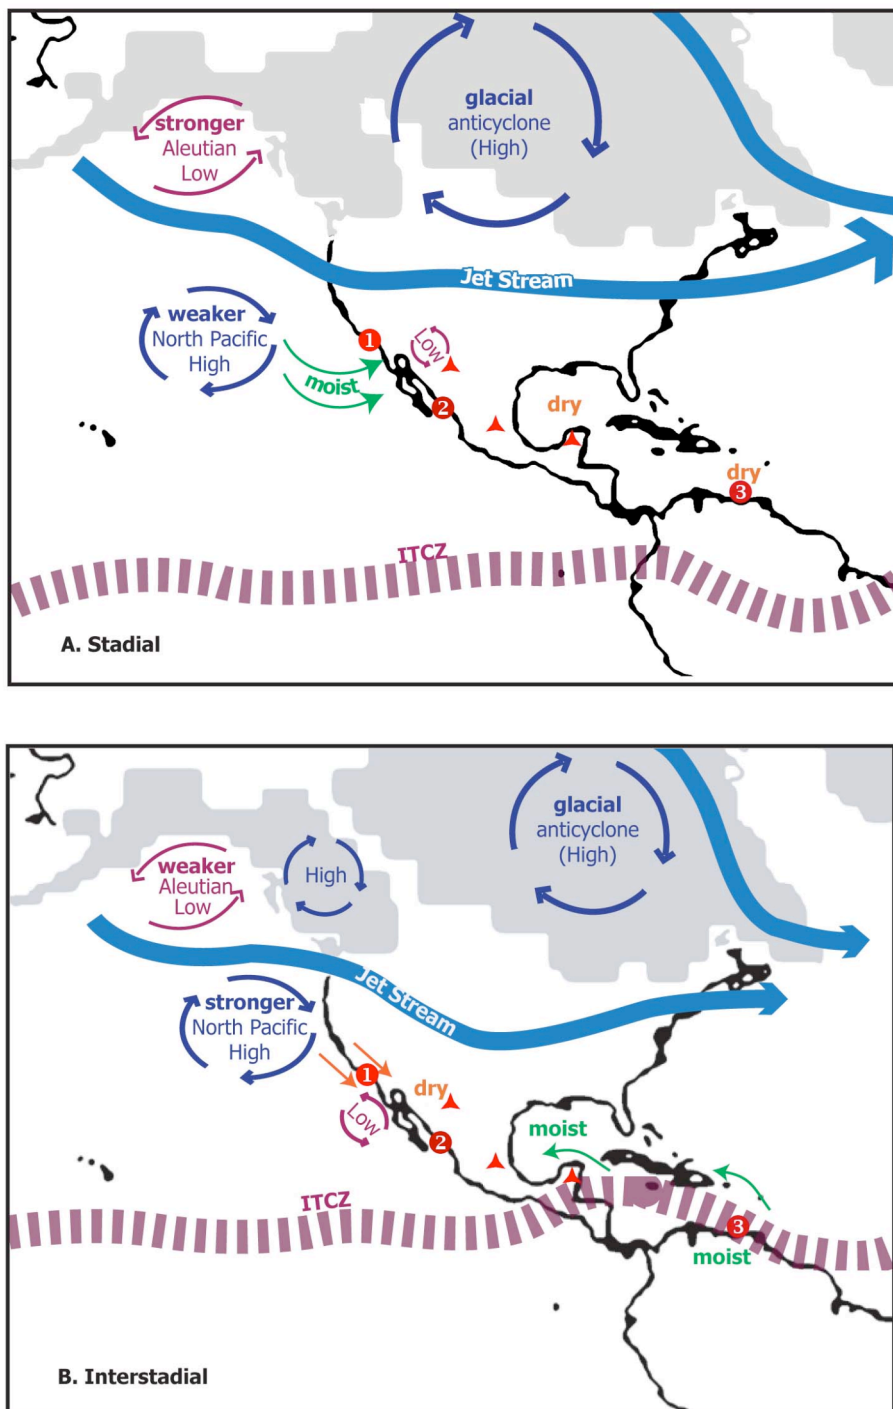 glacial
anticyclone
(High)
stronger
Aleutian
Low
Jet Stream
weaker
North Pacific
High
1
Low
moist
2
dry
dry
3
ITCZ
A. Stadial
glacial
anticyclone
(High)
weaker
Aleutian
Low
High
Jet Stream
stronger
North Pacific
High
1
dry
Low
2
moist
ITCZ
3
moist
B. Interstadial